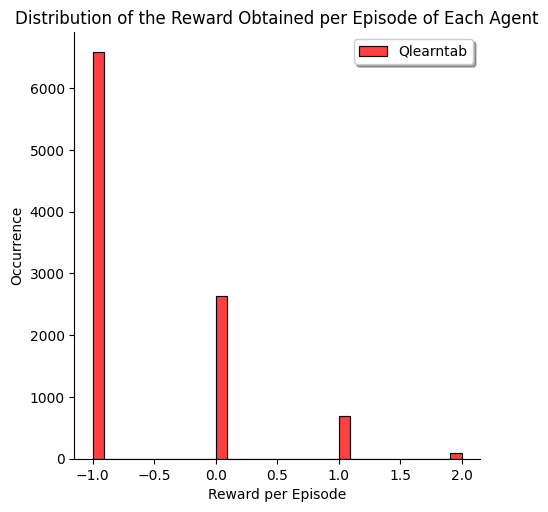 Distribution of the Reward Obtained per Episode of Each Agent
Qlearntab
6000
5000
4000
3000
2000
1000
0
Occurrence
−1.0 −0.5 0.0 0.5 1.0 1.5 2.0
Reward per Episode